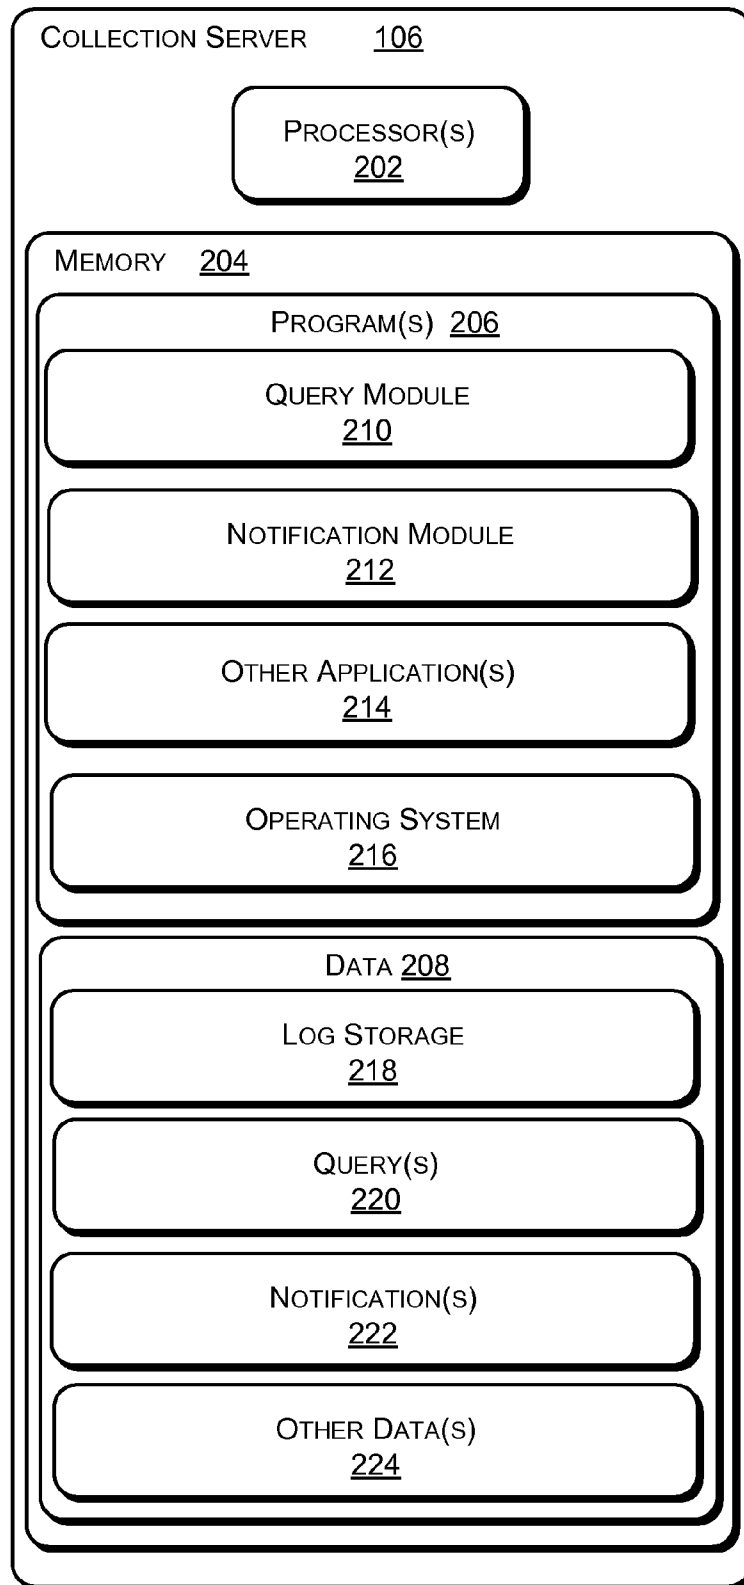 COLLECTION SERVER 106
PROCESSOR(S)
202
MEMORY 204
PROGRAM(S) 206
QUERY MODULE
210
NOTIFICATION MODULE
212
OTHER APPLICATION(S)
214
OPERATING SYSTEM
216
DATA 208
LOG STORAGE
218
QUERY(S)
220
NOTIFICATION(S)
222
OTHER DATA(S)
224